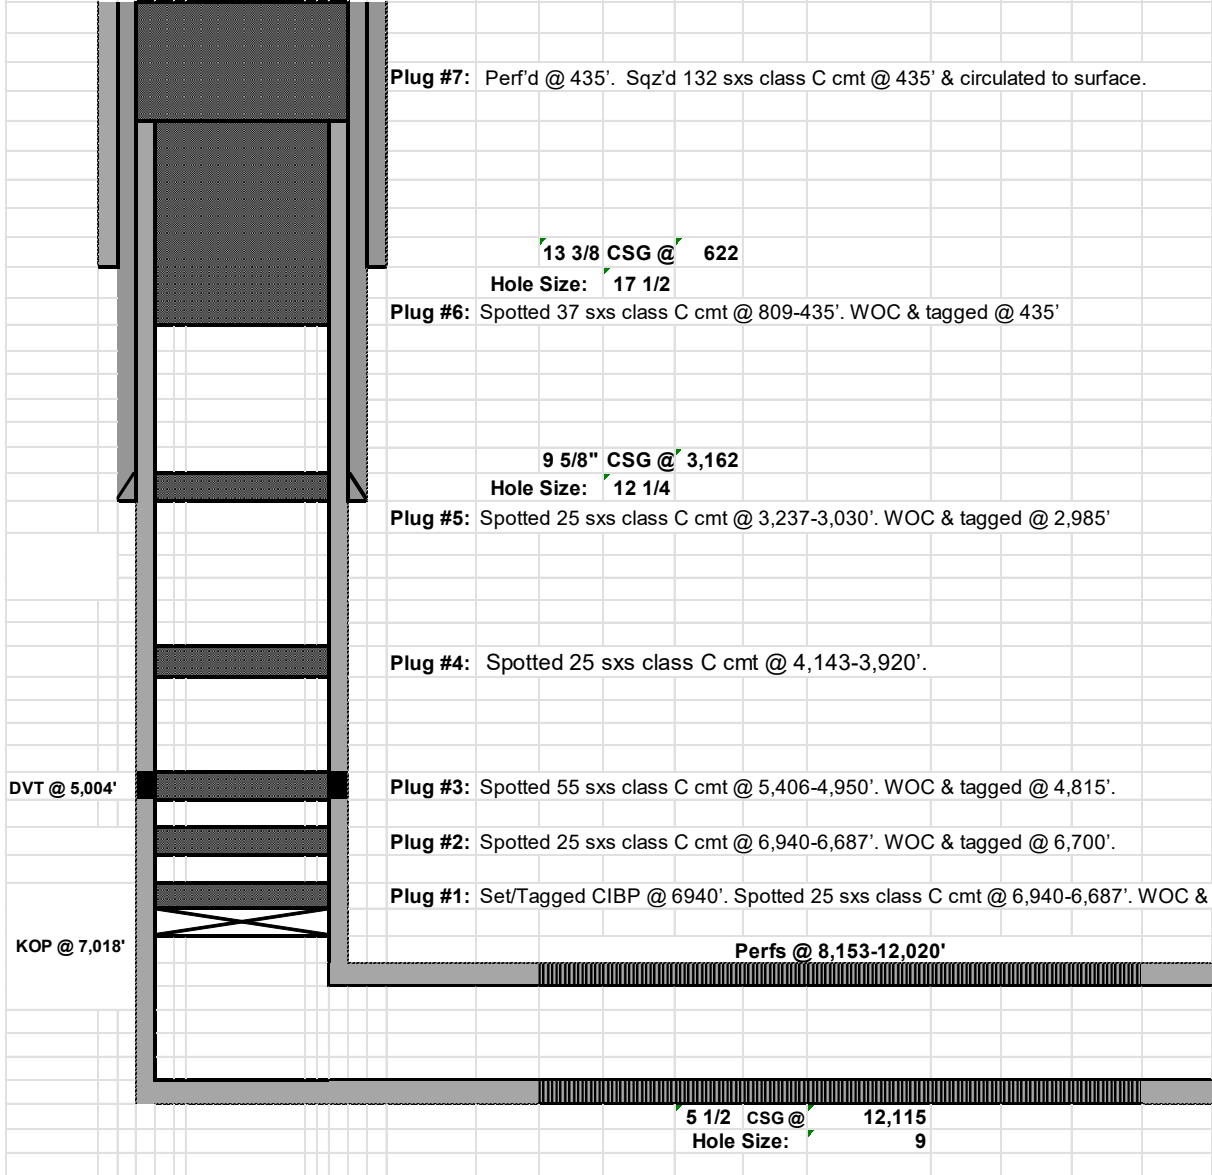 Plug #7: Perf’d @ 435’. Sqz’d 132 sxs class C cmt @ 435’ & circulated to surface.
13 3/8 CSG @ 622
Hole Size: 17 1/2
Plug #6: Spotted 37 sxs class C cmt @ 809-435’. WOC & tagged @ 435’
9 5/8" CSG @ 3,162
Hole Size: 12 1/4
Plug #5: Spotted 25 sxs class C cmt @ 3,237-3,030’. WOC & tagged @ 2,985’
Plug #4: Spotted 25 sxs class C cmt @ 4,143-3,920’.
DVT @ 5,004'
Plug #3: Spotted 55 sxs class C cmt @ 5,406-4,950’. WOC & tagged @ 4,815’.
Plug #2: Spotted 25 sxs class C cmt @ 6,940-6,687’. WOC & tagged @ 6,700’.
Plug #1: Set/Tagged CIBP @ 6940’. Spotted 25 sxs class C cmt @ 6,940-6,687’. WOC &
KOP @ 7,018'
Perfs @ 8,153-12,020'
5 1/2 CSG @ 12,115
Hole Size: 9